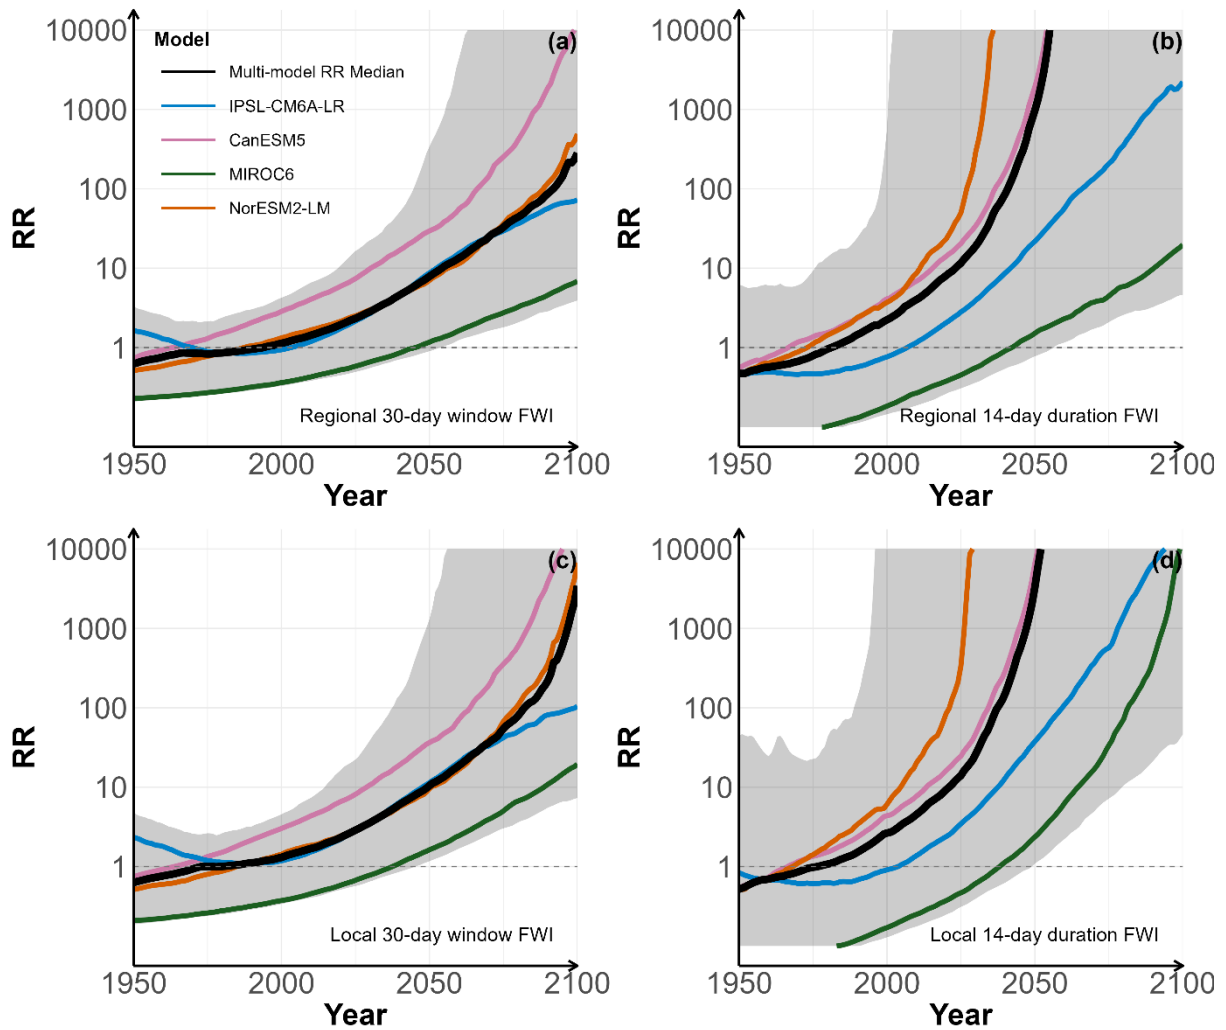 (a)
RR
10000
1000
100
10
1
Model
Multi-model RR Median
IPSL-CM6A-LR
CanESM5
MIROC6
NorESM2-LM
Regional 30-day window FWI
1950 2000 2050 2100
Year
(b)
RR
10000
1000
100
10
1
Regional 14-day duration FWI
1950 2000 2050 2100
Year
(c)
RR
10000
1000
100
10
1
Local 30-day window FWI
1950 2000 2050 2100
Year
(d)
RR
10000
1000
100
10
1
Local 14-day duration FWI
1950 2000 2050 2100
Year